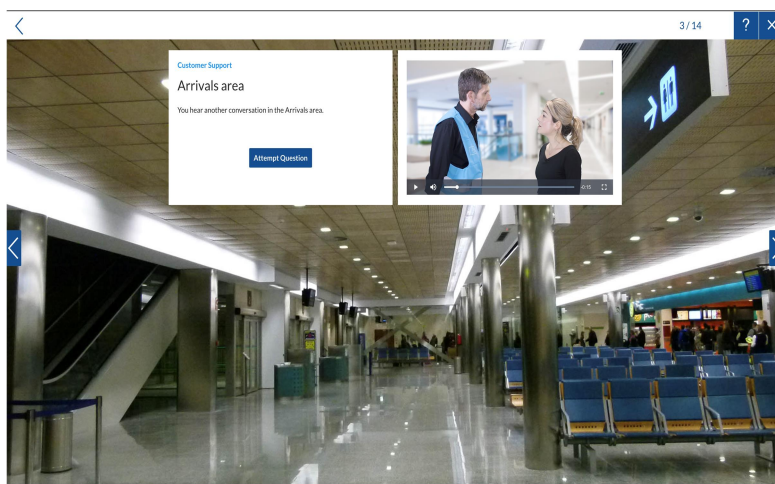 3 / 14
?
Customer Support
Arrivals area
You hear another conversation in the Arrivals area.
Attempt Question
-0:15